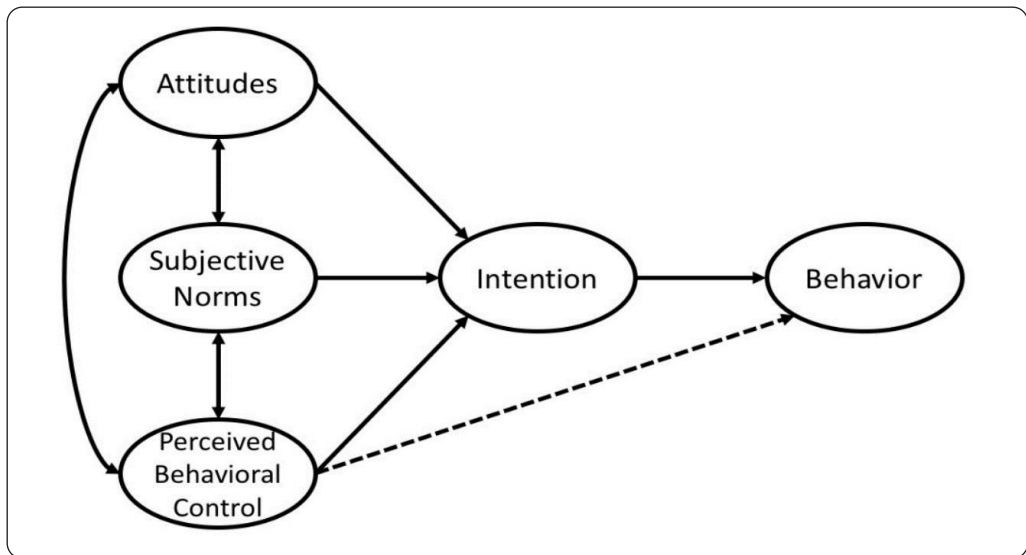 Attitudes
Subjective
Norms
Perceived
Behavioral
Control
Intention
Behavior